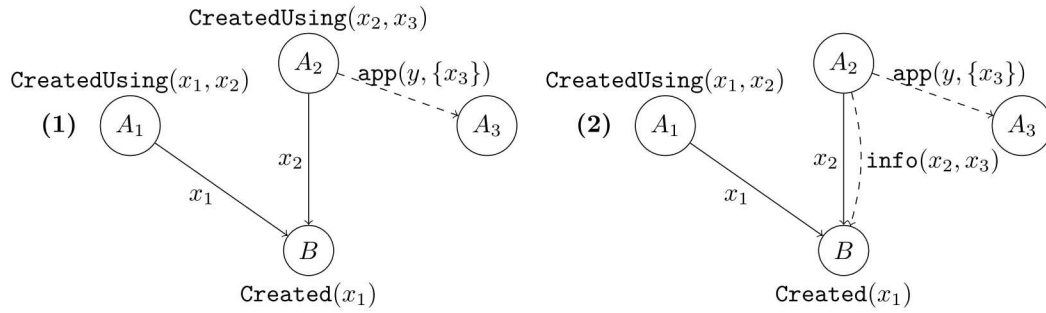 CreatedUsing(x₂, x₃)
A₂
app(y, {x₃})
CreatedUsing(x₁, x₂)
(1)
A₁
A₃
x₂
x₁
B
Created(x₁)
A₂
app(y, {x₃})
CreatedUsing(x₁, x₂)
(2)
A₁
A₃
x₂
info(x₂, x₃)
x₁
B
Created(x₁)